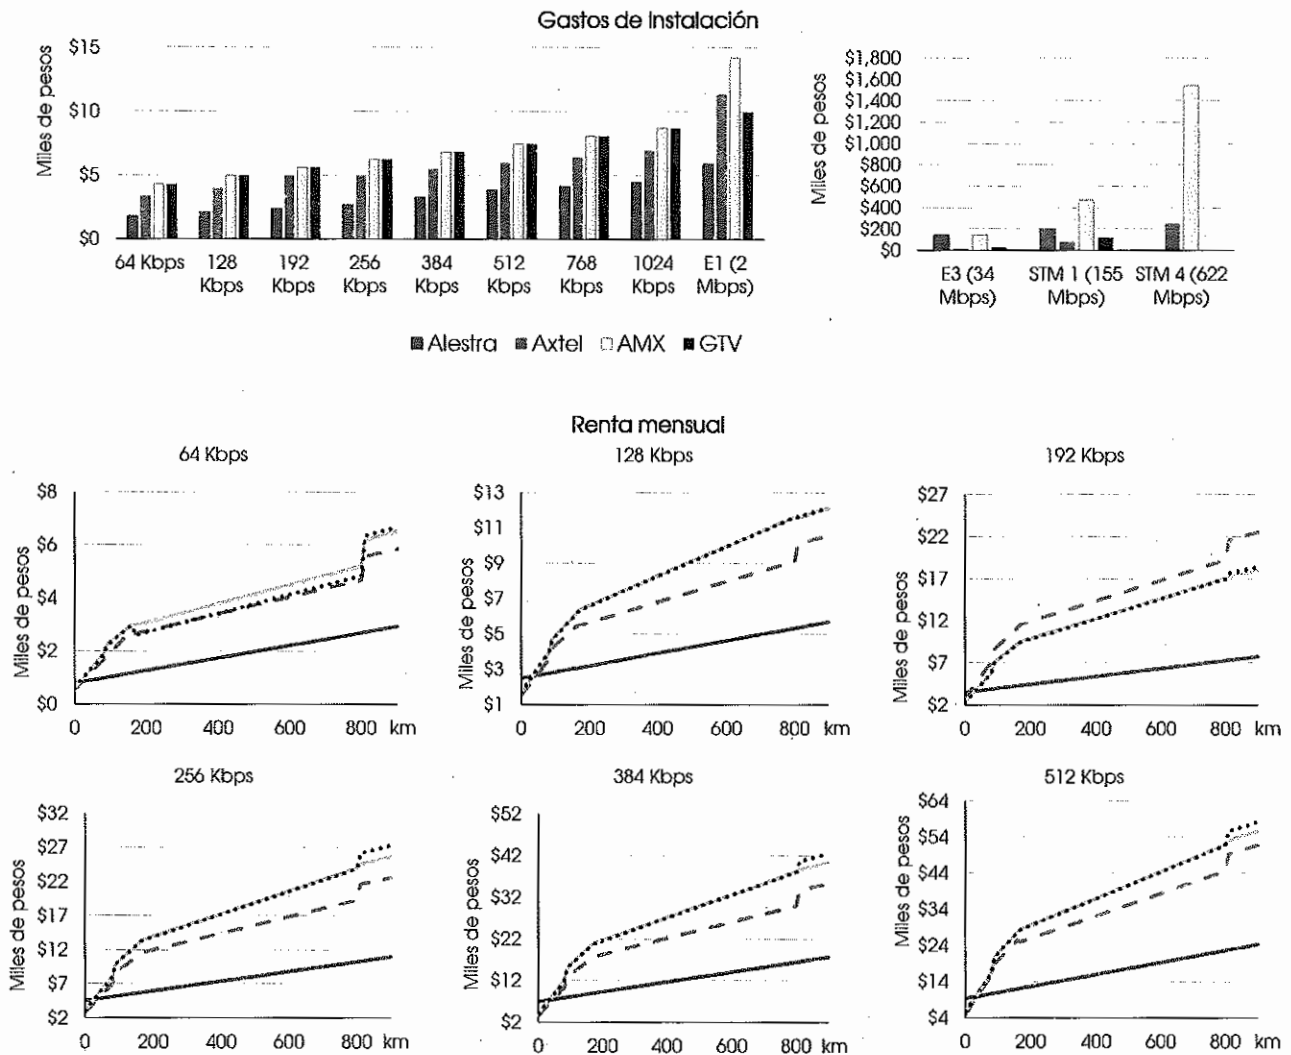 Gastos de Instalación
Miles de pesos
$15
$10
$5
$0
64 Kbps
128 Kbps
192 Kbps
256 Kbps
384 Kbps
512 Kbps
768 Kbps
1024 Kbps
E1 (2 Mbps)
Miles de pesos
$1,800
$1,600
$1,400
$1,200
$1.000
$800
$600
$400
$200
$0
E3 (34 Mbps)
STM 1 (155 Mbps)
STM 4 (622 Mbps)
Alestra Axtel AMX GTV
Renta mensual
64 Kbps
Miles de pesos
$8
$6
$4
$2
$0
0 200 400 600 800 km
128 Kbps
Miles de pesos
$13
$11
$9
$7
$5
$3
$1
0 200 400 600 800 km
192 Kbps
Miles de pesos
$27
$22
$17
$12
$7
$2
0 200 400 600 800 km
256 Kbps
Miles de pesos
$32
$27
$22
$17
$12
$7
$2
0 200 400 600 800 km
384 Kbps
Miles de pesos
$52
$42
$32
$22
$12
$2
0 200 400 600 800 km
512 Kbps
Miles de pesos
$64
$54
$44
$34
$24
$14
$4
0 200 400 600 800 km